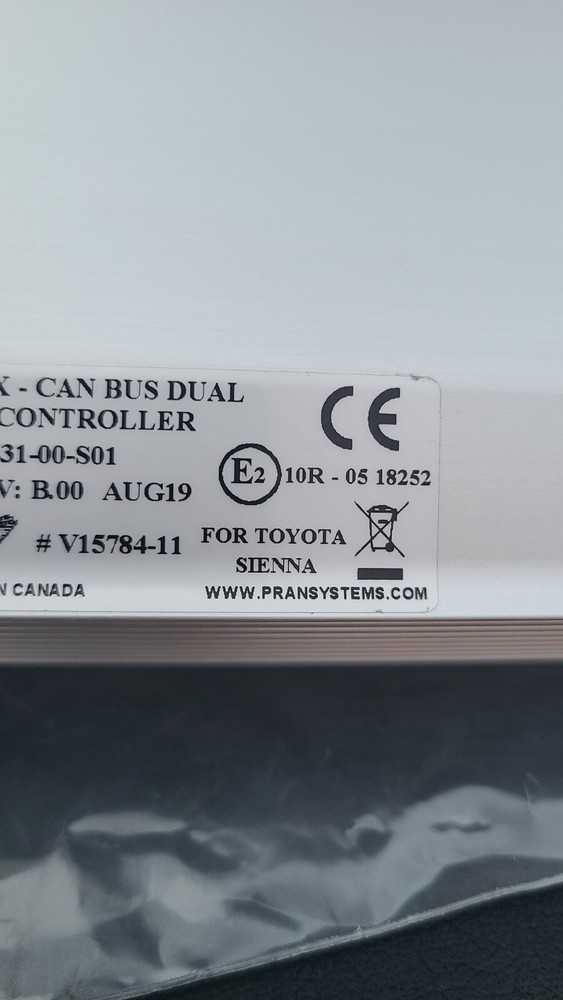 X - CAN BUS DUAL
CONTROLLER
CE
31-00-S01
E2 10R - 05 18252
V: B.00 AUG19
# V15784-11
FOR TOYOTA
SIENNA
N CANADA
WWW.PRANSYSTEMS.COM